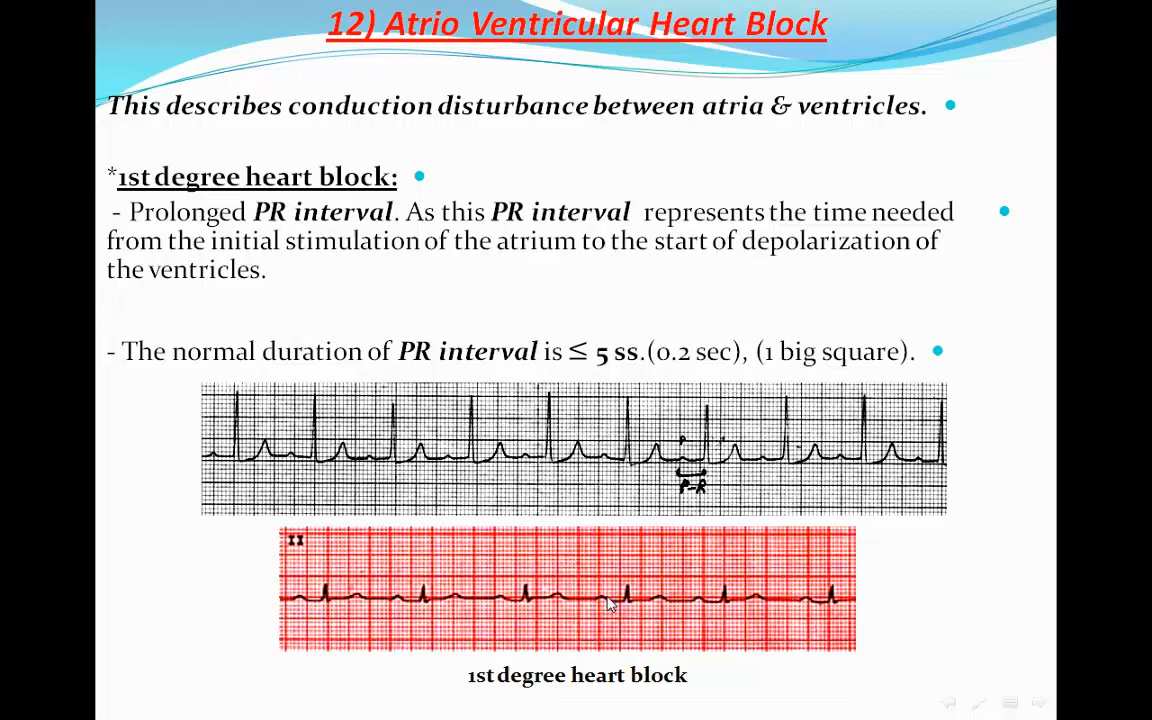 12) Atrio Ventricular Heart Block
This describes conduction disturbance between atria & ventricles.
*1st degree heart block:
- Prolonged PR interval. As this PR interval represents the time needed
from the initial stimulation of the atrium to the start of depolarization of
the ventricles.
- The normal duration of PR interval is ≤ 5 ss.(0.2 sec), (1 big square).
P
P-R
II
1st degree heart block